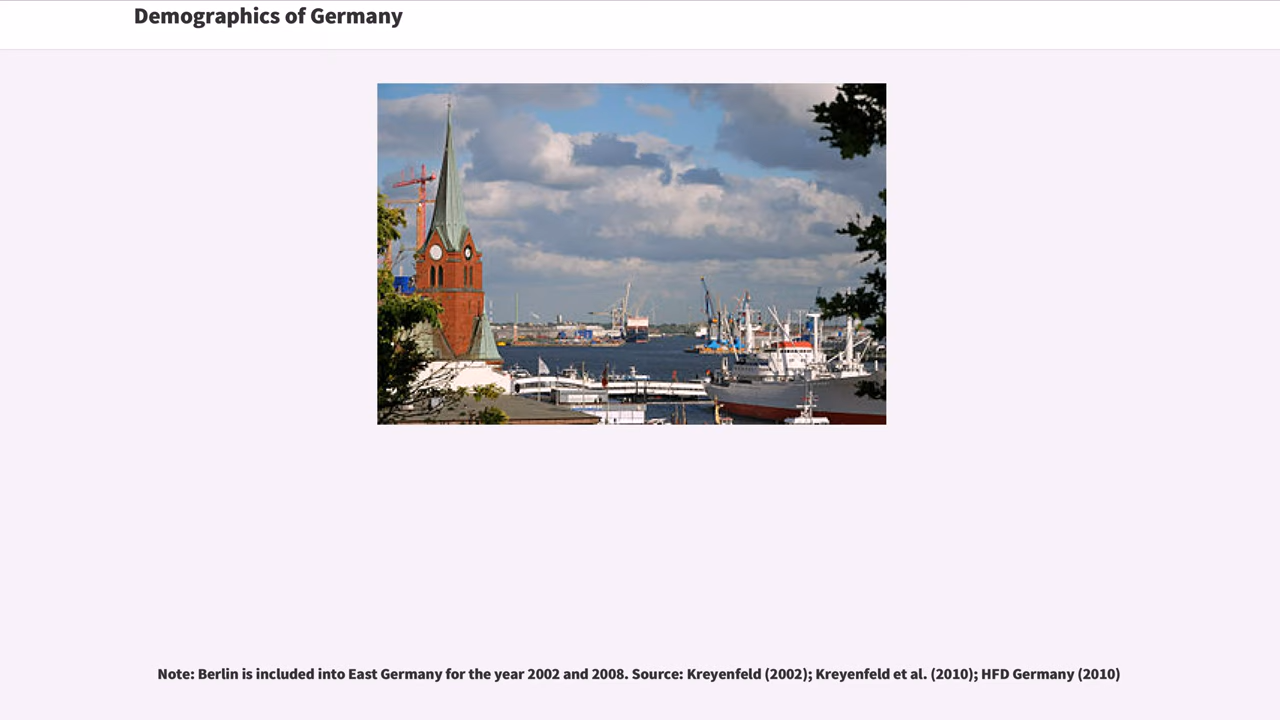 Demographics of Germany
Note: Berlin is included into East Germany for the year 2002 and 2008. Source: Kreyenfeld (2002); Kreyenfeld et al. (2010); HFD Germany (2010)